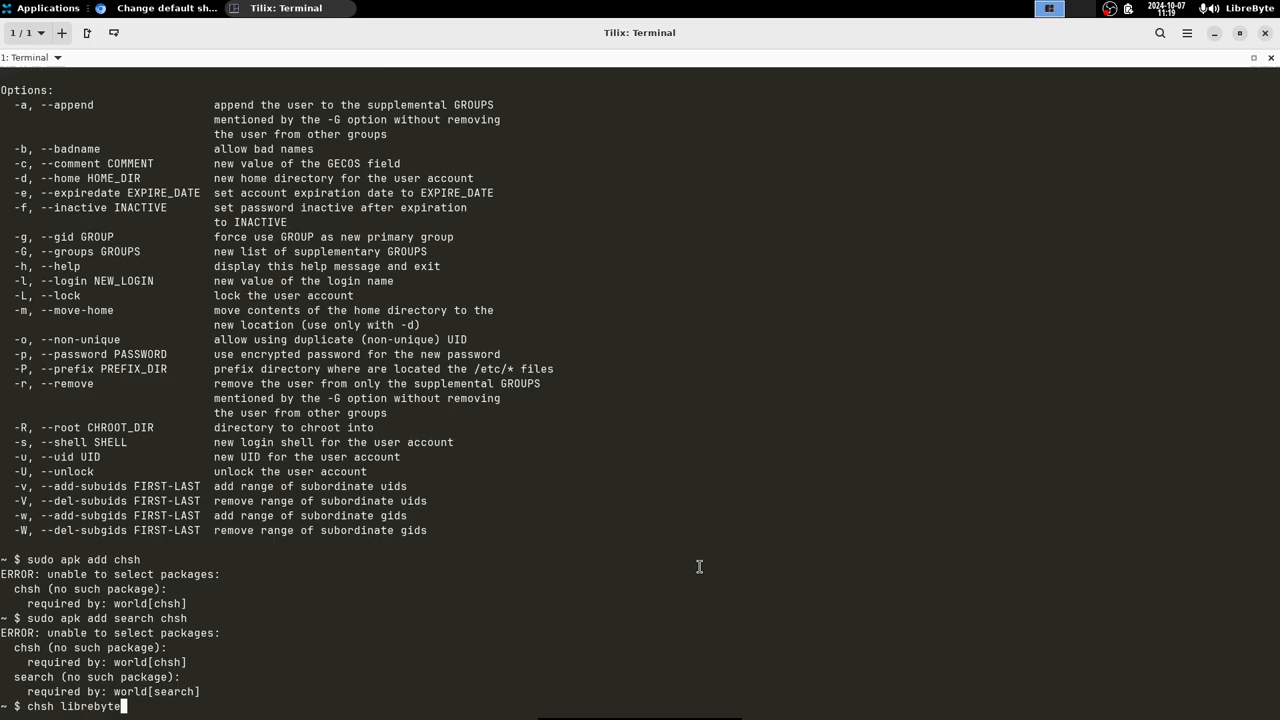 Applications
Change default sh...
Tilix: Terminal
2024-10-07
11:19
LibreByte
1 / 1
Tilix: Terminal
1: Terminal
Options:
-a, --append append the user to the supplemental GROUPS
mentioned by the -G option without removing
the user from other groups
-b, --badname allow bad names
-c, --comment COMMENT new value of the GECOS field
-d, --home HOME_DIR new home directory for the user account
-e, --expiredate EXPIRE_DATE set account expiration date to EXPIRE_DATE
-f, --inactive INACTIVE set password inactive after expiration
to INACTIVE
-g, --gid GROUP force use GROUP as new primary group
-G, --groups GROUPS new list of supplementary GROUPS
-h, --help display this help message and exit
-l, --login NEW_LOGIN new value of the login name
-L, --lock lock the user account
-m, --move-home move contents of the home directory to the
new location (use only with -d)
-o, --non-unique allow using duplicate (non-unique) UID
-p, --password PASSWORD use encrypted password for the new password
-P, --prefix PREFIX_DIR prefix directory where are located the /etc/* files
-r, --remove remove the user from only the supplemental GROUPS
mentioned by the -G option without removing
the user from other groups
-R, --root CHROOT_DIR directory to chroot into
-s, --shell SHELL new login shell for the user account
-u, --uid UID new UID for the user account
-U, --unlock unlock the user account
-v, --add-subuids FIRST-LAST add range of subordinate uids
-V, --del-subuids FIRST-LAST remove range of subordinate uids
-w, --add-subgids FIRST-LAST add range of subordinate gids
-W, --del-subgids FIRST-LAST remove range of subordinate gids
~ $ sudo apk add chsh
ERROR: unable to select packages:
chsh (no such package):
required by: world[chsh]
~ $ sudo apk add search chsh
ERROR: unable to select packages:
chsh (no such package):
required by: world[chsh]
search (no such package):
required by: world[search]
~ $ chsh librebyte